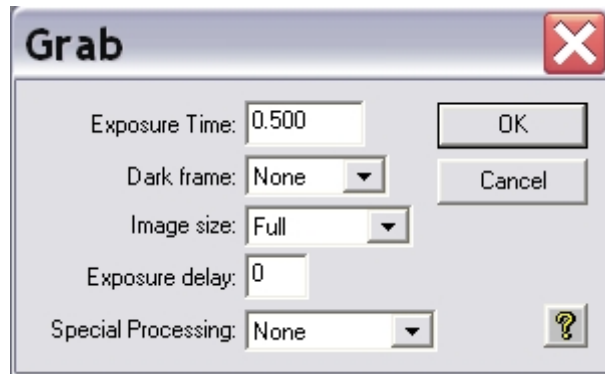 Grab
Exposure Time: 0.500
OK
Dark frame: None
Cancel
Image size: Full
Exposure delay: 0
Special Processing: None
?